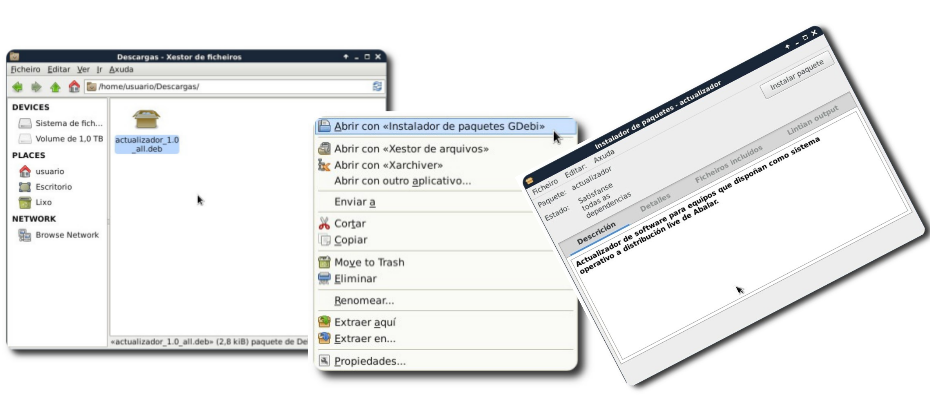 Descargas - Xestor de ficheiros
Ficheiro Editar Ver Ir Axuda
/home/usuario/Descargas/
DEVICES
Sistema de fich...
Volume de 1,0 TB
PLACES
usuario
Escritorio
Lixo
NETWORK
Browse Network
actualizador_1.0
_all.deb
«actualizador_1.0_all.deb» (2,8 kiB) paquete de De
Abrir con «Instalador de paquetes GDebi»
Abrir con «Xestor de arquivos»
Abrir con «Xarchiver»
Abrir con outro aplicativo...
Enviar a
Cortar
Copiar
Move to Trash
Eliminar
Renomear...
Extraer aquí
Extraer en...
Propiedades...
Instalador de paquetes - actualizador
Ficheiro Editar: Axuda
Paquete: actualizador
Instalar paquete
Estado: Satisfanse
todas as
dependencias
Descrición Detalles Ficheiros incluídos Lintian output
Actualizador de software para equipos que dispoñan como sistema
operativo a distribución live de Abalar.